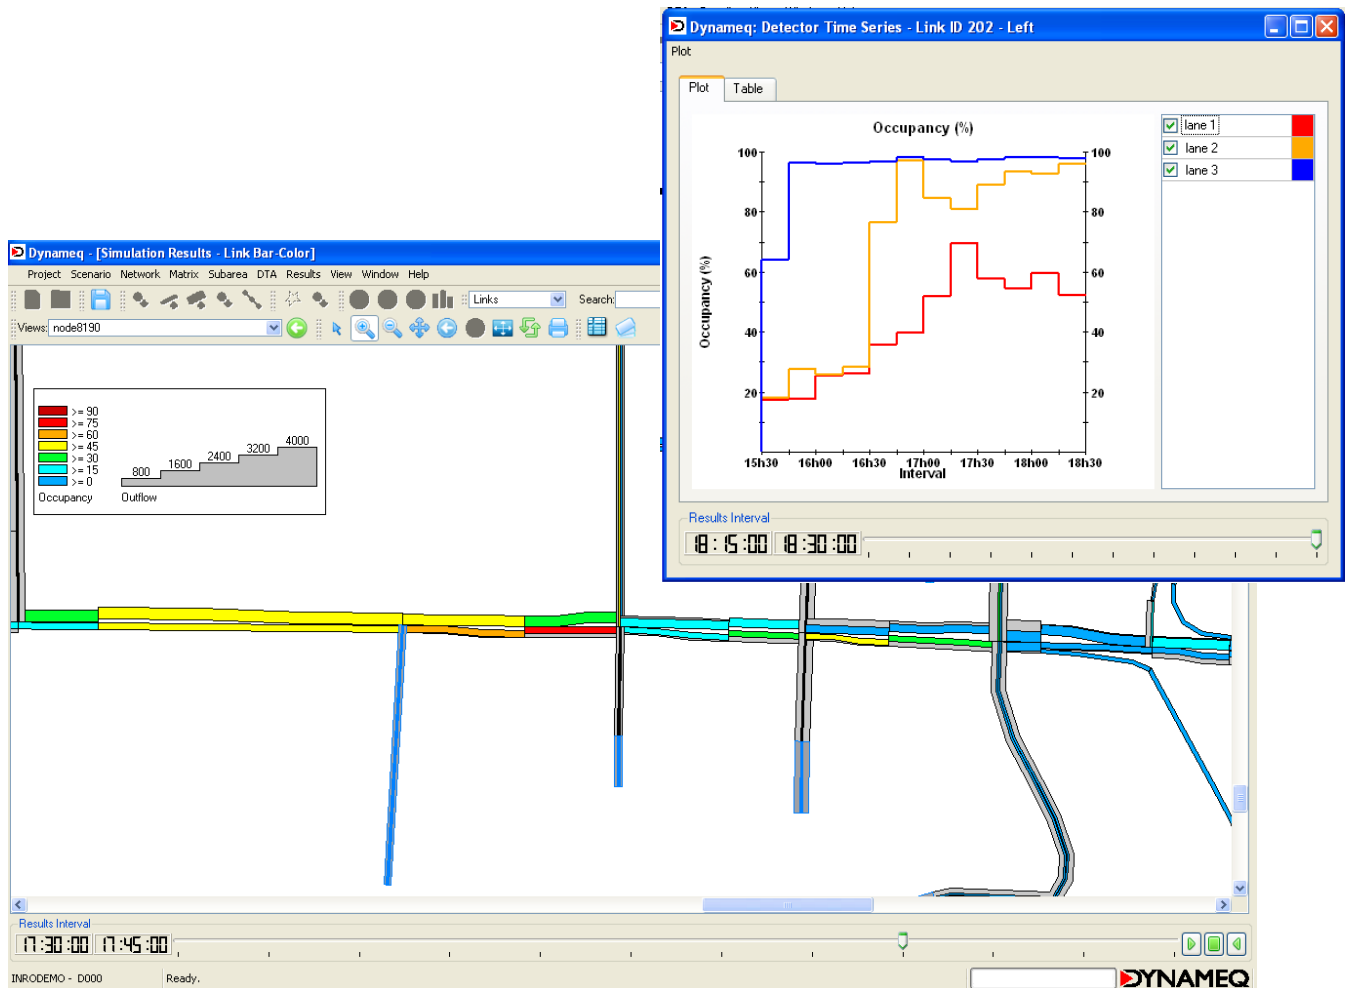 Dynameq: Detector Time Series - Link ID 202 - Left
Plot
Plot Table
Occupancy (%)
lane 1
lane 2
lane 3
100
80
60
40
20
Occupancy (%)
100
80
60
40
20
15h30 16h00 16h30 17h00 17h30 18h00 18h30
Interval
Results Interval
18:15:00 18:30:00
Dynameq - [Simulation Results - Link Bar-Color]
Project Scenario Network Matrix Subarea DTA Results View Window Help
Links Search:
Views: node8190
>= 90
>= 75
>= 60
>= 45
>= 30
>= 15
>= 0
Occupancy
800 1600 2400 3200 4000
Outflow
Results Interval
17:30:00 17:45:00
INRODEMO - D000 Ready.
DYNAMEQ